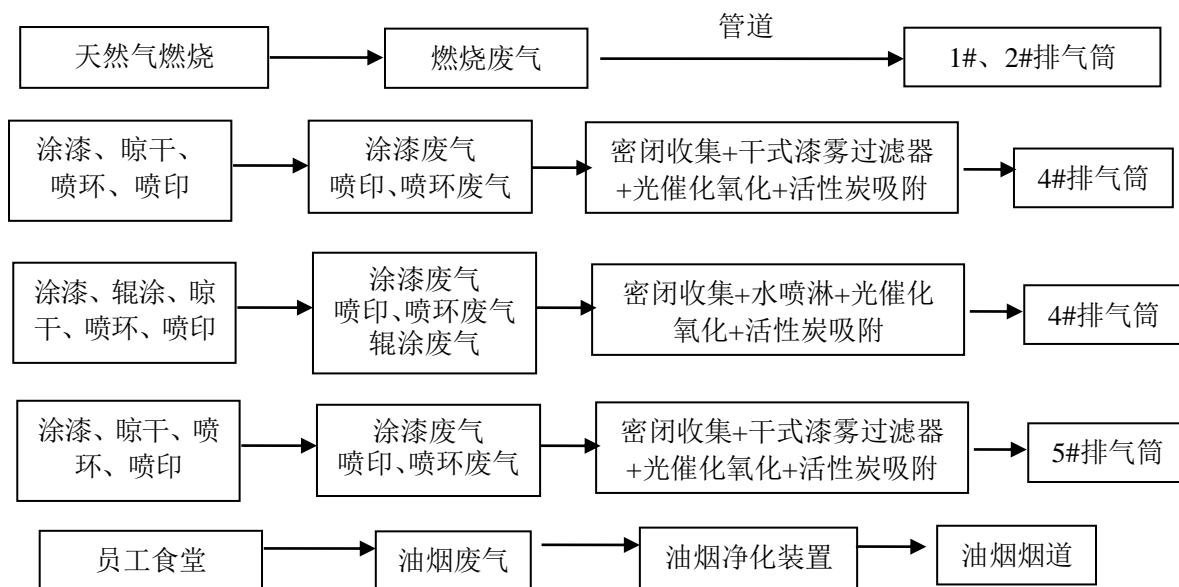 管道
天然气燃烧
燃烧废气
1#、2#排气筒
涂漆、晾干、
喷环、喷印
涂漆废气
喷印、喷环废气
密闭收集+干式漆雾过滤器
+光催化氧化+活性炭吸附
4#排气筒
涂漆、辊涂、晾
干、喷环、喷印
涂漆废气
喷印、喷环废气
辊涂废气
密闭收集+水喷淋+光催化
氧化+活性炭吸附
4#排气筒
涂漆、晾干、喷
环、喷印
涂漆废气
喷印、喷环废气
密闭收集+干式漆雾过滤器
+光催化氧化+活性炭吸附
5#排气筒
员工食堂
油烟废气
油烟净化装置
油烟烟道